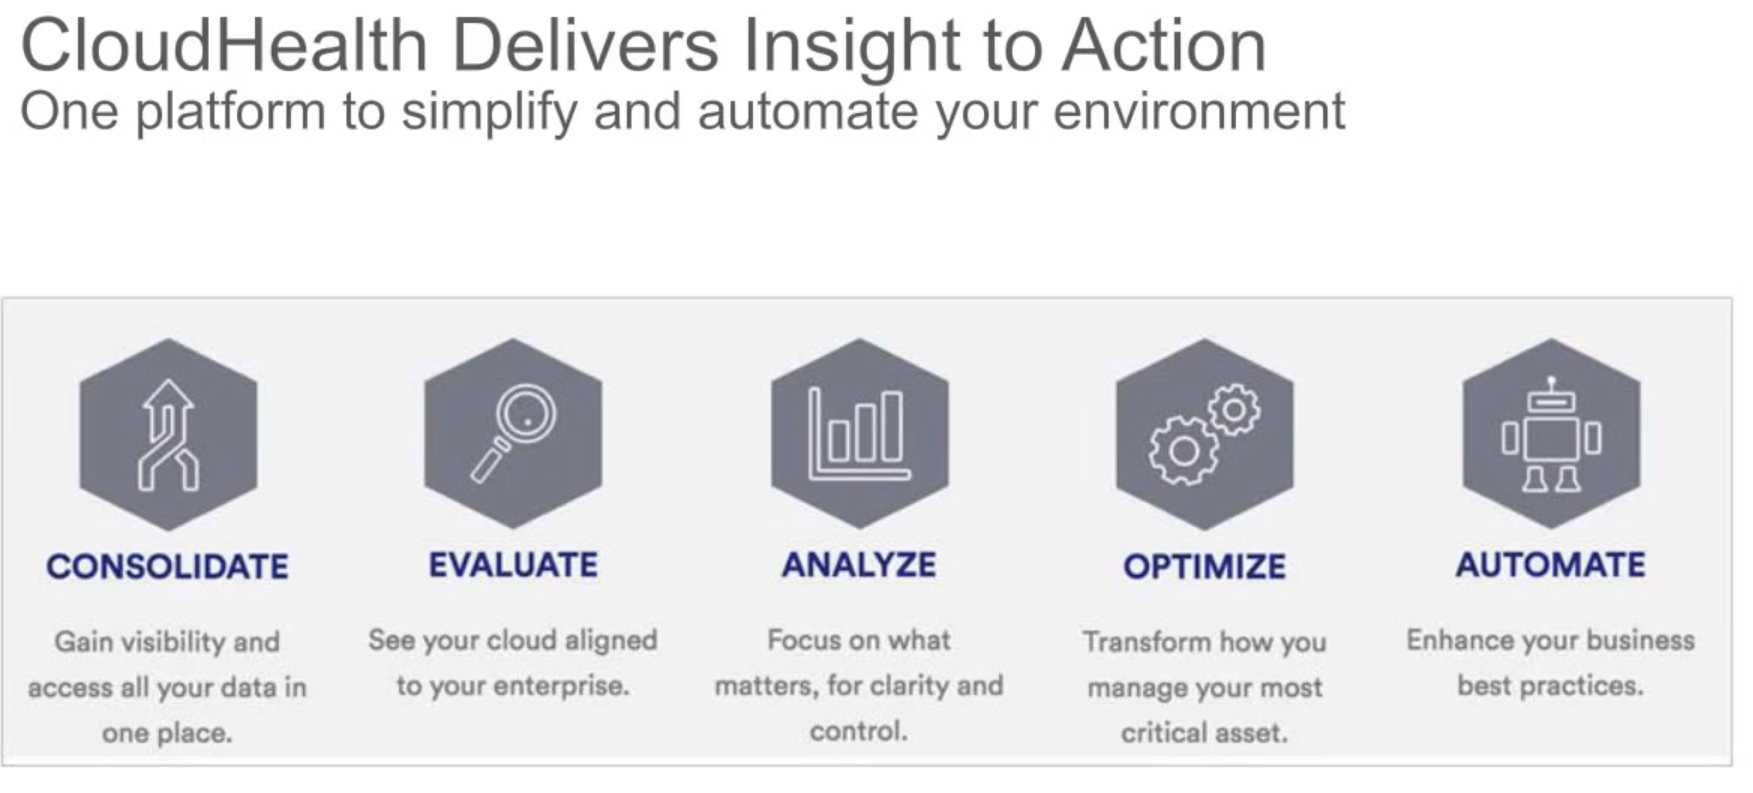 CloudHealth Delivers Insight to Action
One platform to simplify and automate your environment
CONSOLIDATE
Gain visibility and
access all your data in
one place.
EVALUATE
See your cloud aligned
to your enterprise.
ANALYZE
Focus on what
matters, for clarity and
control.
OPTIMIZE
Transform how you
manage your most
critical asset.
AUTOMATE
Enhance your business
best practices.